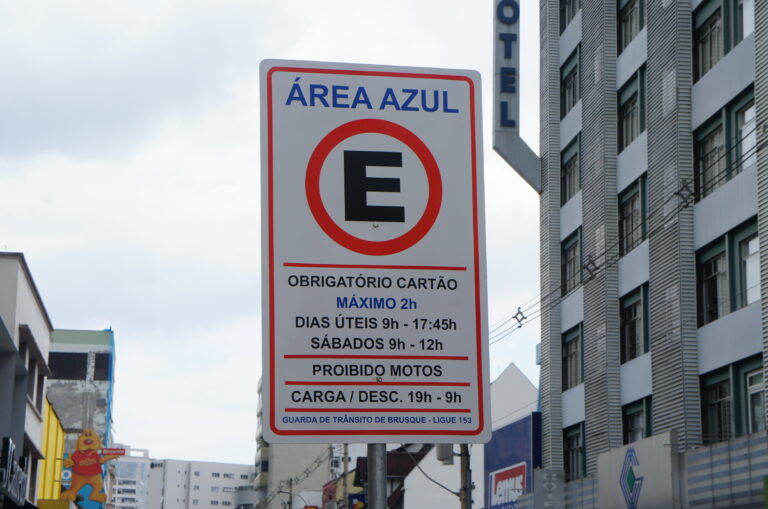 ÁREA AZUL
E
OBRIGATÓRIO CARTÃO
MÁXIMO 2h
DIAS ÚTEIS 9h - 17:45h
SÁBADOS 9h - 12h
PROIBIDO MOTOS
CARGA / DESC. 19h - 9h
GUARDA DE TRÂNSITO DE BRUSQUE - LIGUE 153
OTEL
lenos